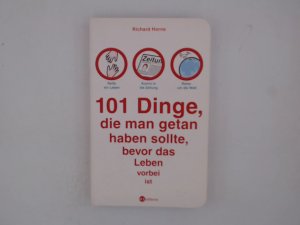 Richard Horne
Zeitung
101 Dinge,
die man getan
haben sollte,
bevor das
Leben
vorbei
ist